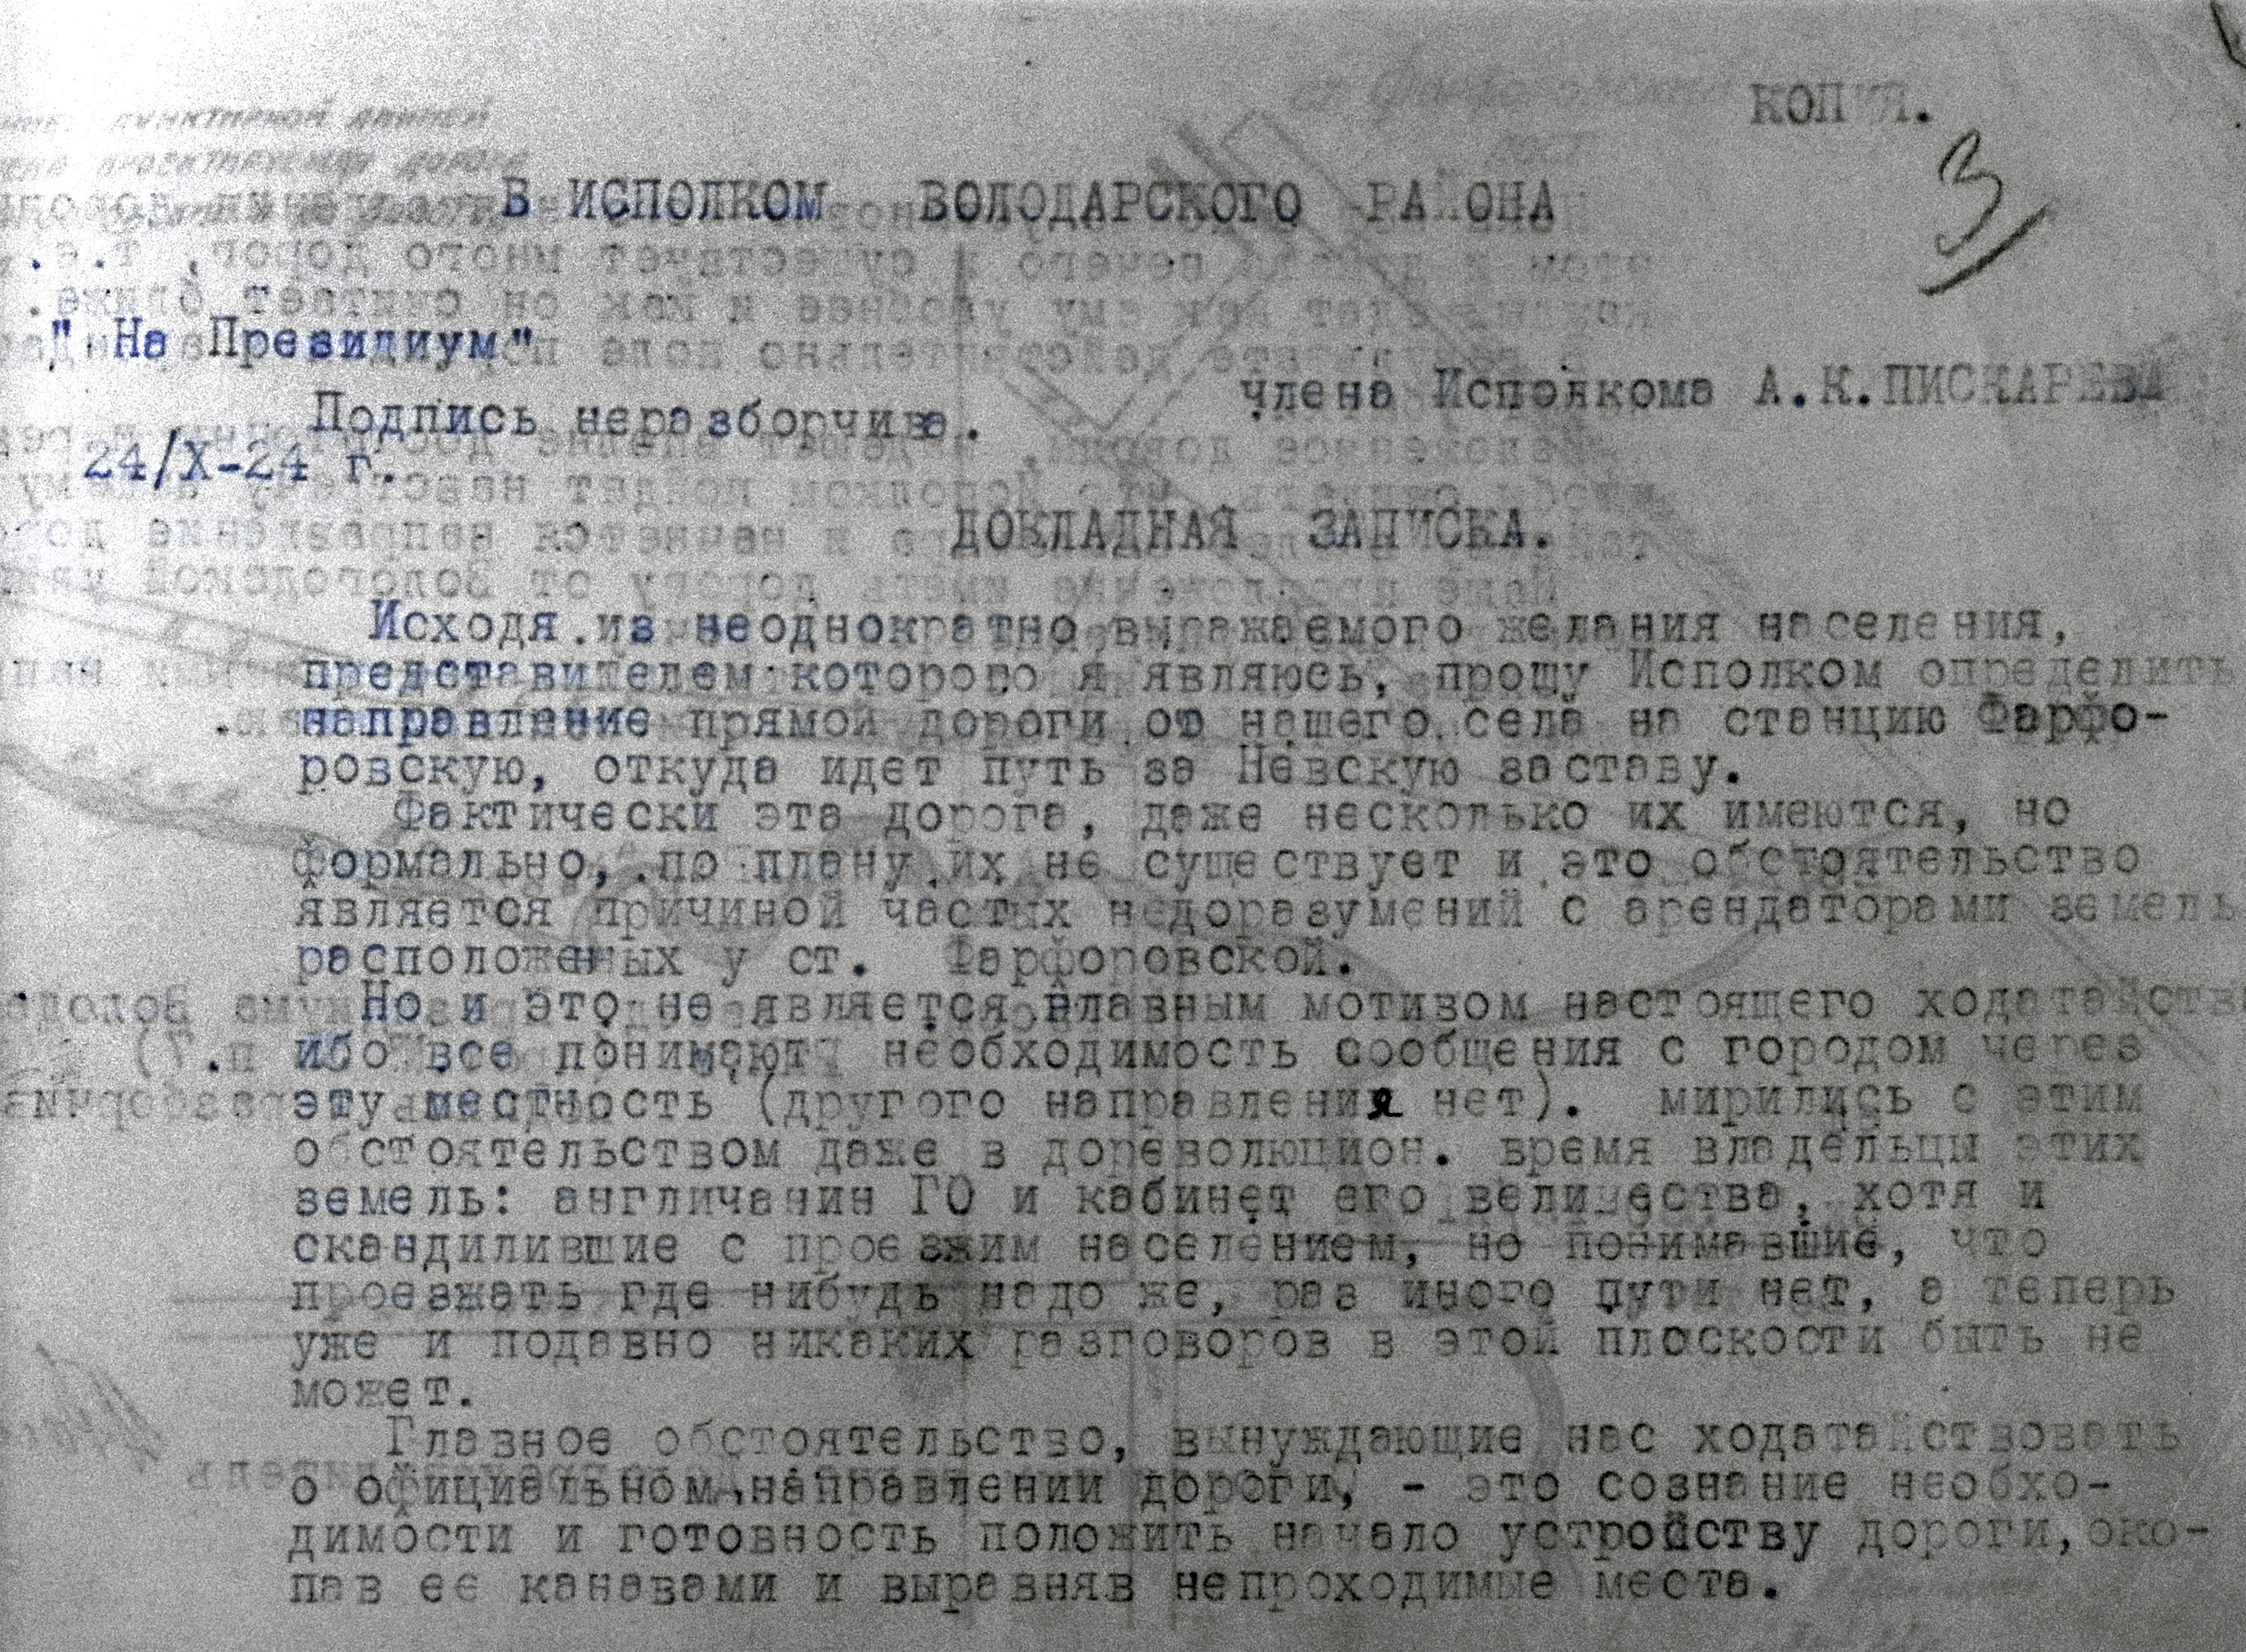 КОПИЯ.
3
В ИСПОЛКОМ ВОЛОДАРСКОГО РАЙОНА
"На Президиум"
члена Исполкома А.К.ПИСКАРЕВА
Подпись неразборчива.
24/X-24 г.
ДОКЛАДНАЯ ЗАПИСКА.
Исходя из неоднократно выражаемого желания населения,
представителем которого я являюсь, прошу Исполком определить
направление прямой дороги от нашего села на станцию Фарфо-
ровскую, откуда идет путь за Невскую заставу.
Фактически эта дорога, даже несколько их имеются, но
формально, по плану их не существует и это обстоятельство
является причиной частых недоразумений с арендаторами земель
расположенных у ст. Фарфоровской.
Но и это не является главным мотивом настоящего ходатайства
ибо все понимают необходимость сообщения с городом через
эту местность (другого направления нет). мирились с этим
обстоятельством даже в дореволюцион. время владельцы этих
земель: англичанин ГО и кабинет его величества, хотя и
скандилившие с проезжим населением, но понимавшие, что
проезжать где нибудь надо же, раз иного пути нет, а теперь
уже и подавно никаких разговоров в этой плоскости быть не
может.
Главное обстоятельство, вынуждающие нас ходатайствовать
о официальном направлении дороги, - это сознание необхо-
димости и готовность положить начало устройству дороги, око-
пав ее канавами и выравняв непроходимые места.